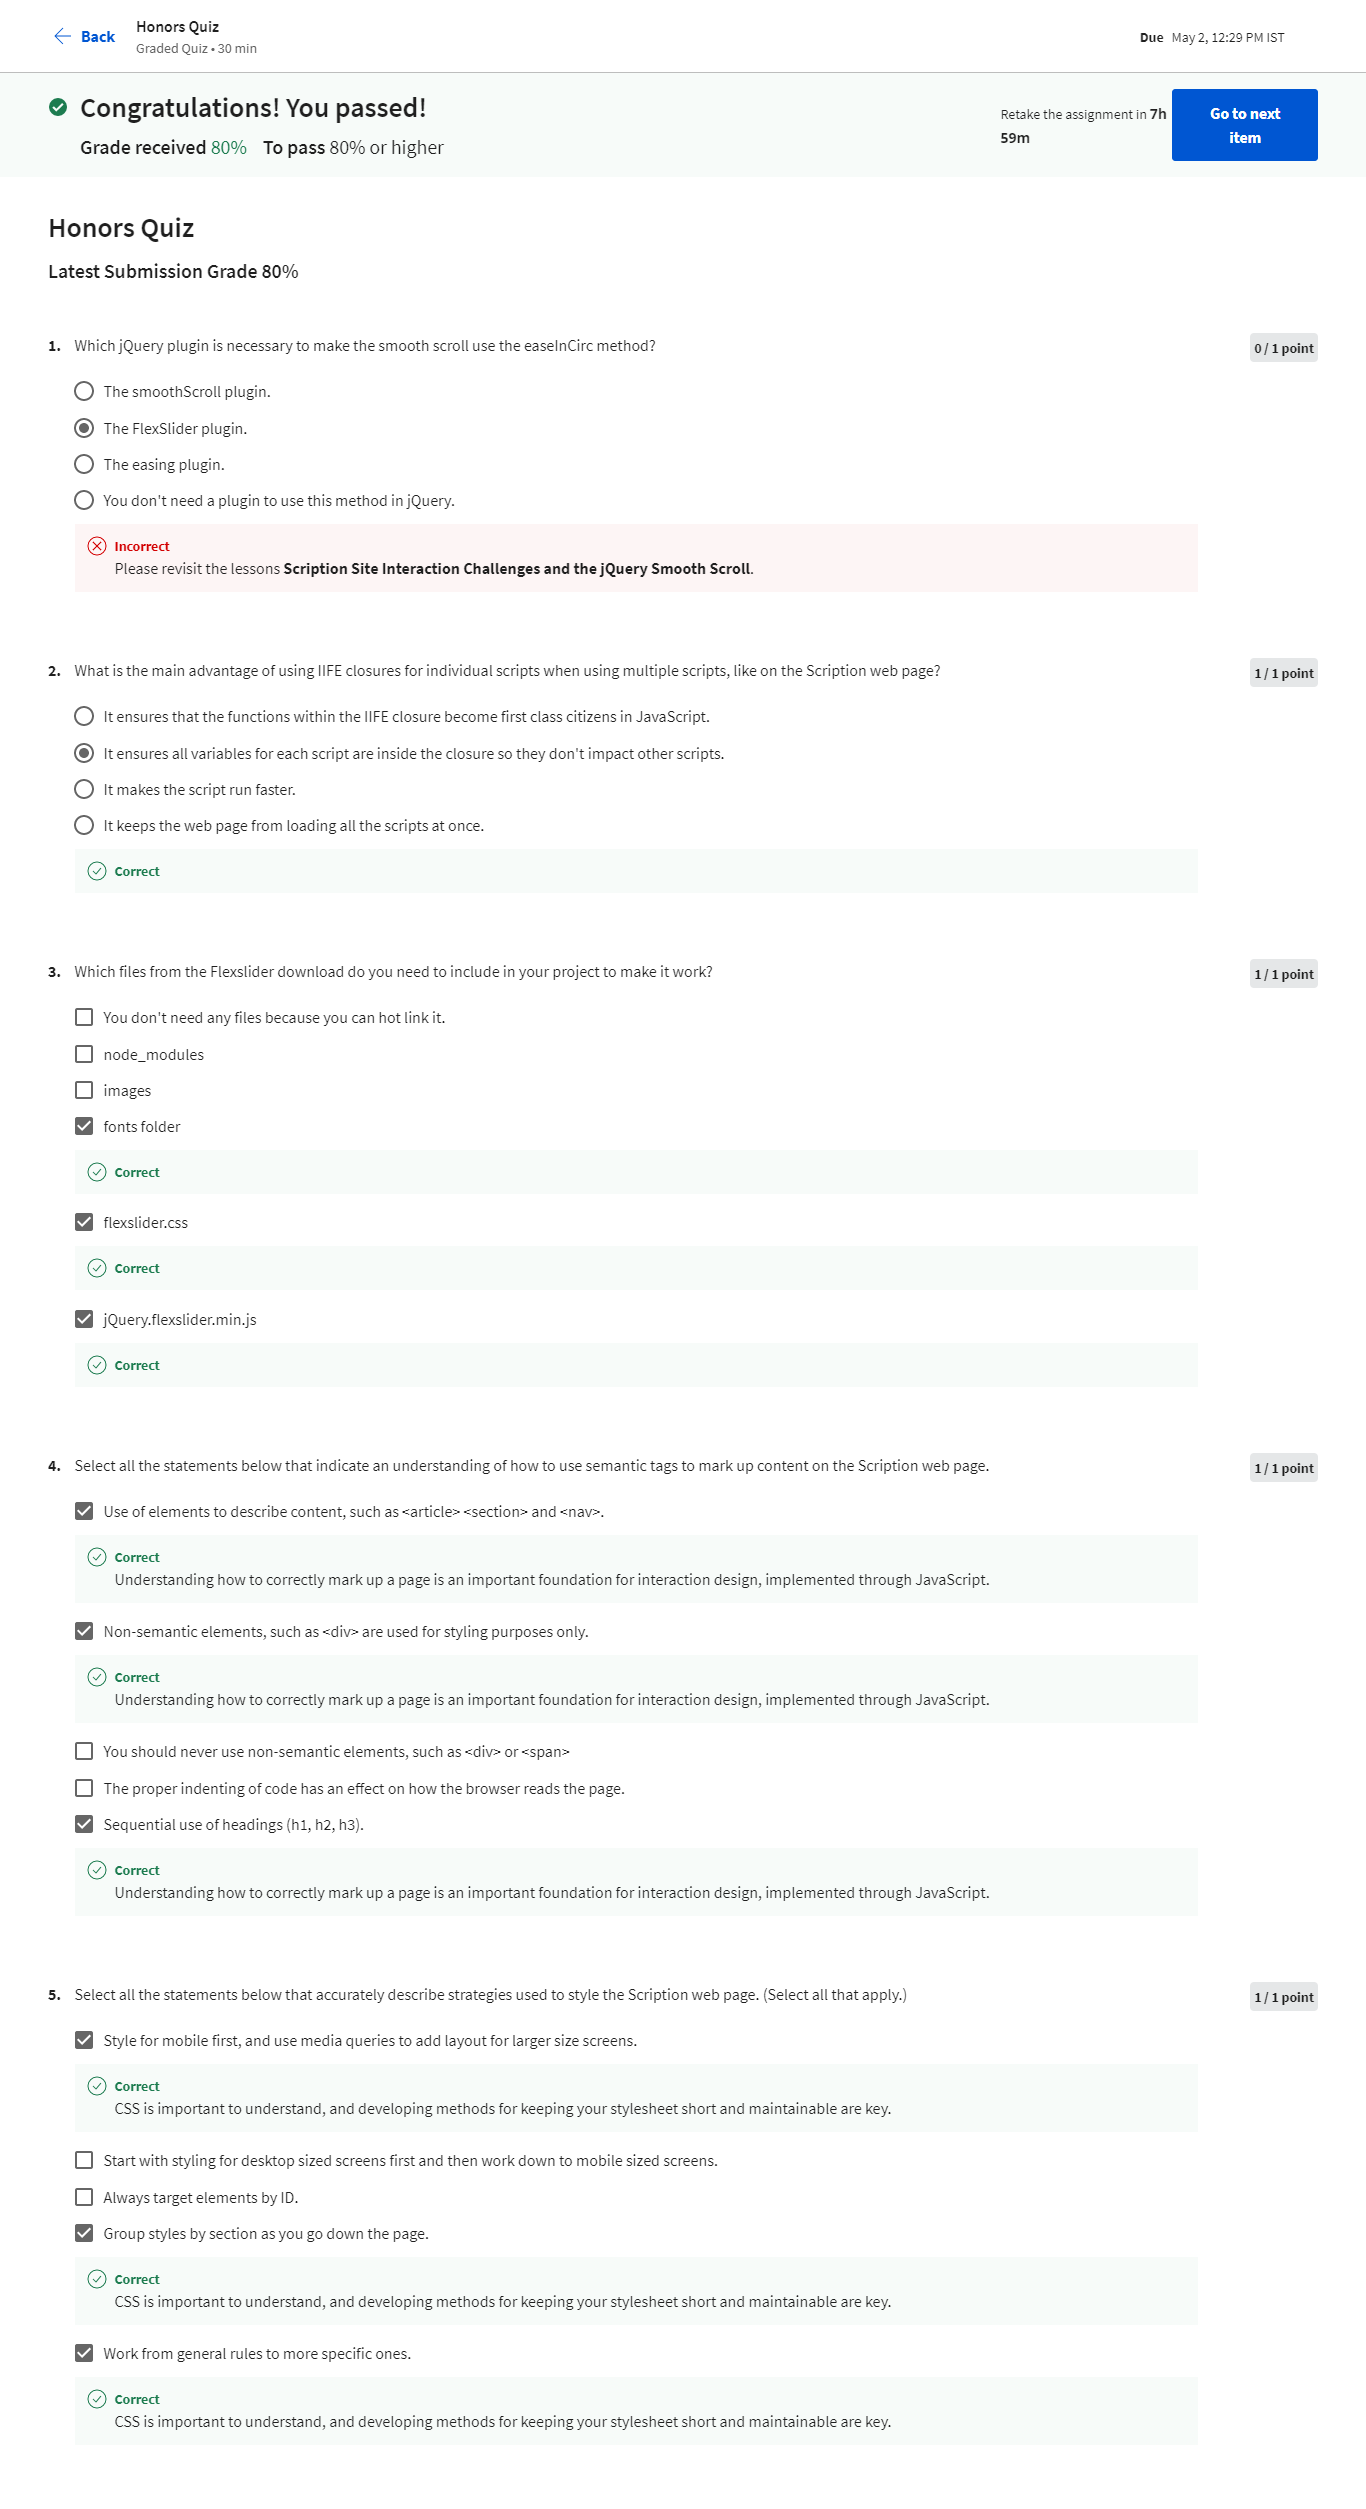 Back
Honors Quiz
Graded Quiz • 30 min
Due May 2, 12:29 PM IST
Congratulations! You passed!
Grade received 80% To pass 80% or higher
Retake the assignment in 7h
59m
Go to next
item
Honors Quiz
Latest Submission Grade 80%
1. Which jQuery plugin is necessary to make the smooth scroll use the easeInCirc method?
0 / 1 point
The smoothScroll plugin.
The FlexSlider plugin.
The easing plugin.
You don't need a plugin to use this method in jQuery.
Incorrect
Please revisit the lessons Scription Site Interaction Challenges and the jQuery Smooth Scroll.
2. What is the main advantage of using IIFE closures for individual scripts when using multiple scripts, like on the Scription web page?
1 / 1 point
It ensures that the functions within the IIFE closure become first class citizens in JavaScript.
It ensures all variables for each script are inside the closure so they don't impact other scripts.
It makes the script run faster.
It keeps the web page from loading all the scripts at once.
Correct
3. Which files from the Flexslider download do you need to include in your project to make it work?
1 / 1 point
You don't need any files because you can hot link it.
node_modules
images
fonts folder
Correct
flexslider.css
Correct
jQuery.flexslider.min.js
Correct
4. Select all the statements below that indicate an understanding of how to use semantic tags to mark up content on the Scription web page.
1 / 1 point
Use of elements to describe content, such as <article> <section> and <nav>.
Correct
Understanding how to correctly mark up a page is an important foundation for interaction design, implemented through JavaScript.
Non-semantic elements, such as <div> are used for styling purposes only.
Correct
Understanding how to correctly mark up a page is an important foundation for interaction design, implemented through JavaScript.
You should never use non-semantic elements, such as <div> or <span>
The proper indenting of code has an effect on how the browser reads the page.
Sequential use of headings (h1, h2, h3).
Correct
Understanding how to correctly mark up a page is an important foundation for interaction design, implemented through JavaScript.
5. Select all the statements below that accurately describe strategies used to style the Scription web page. (Select all that apply.)
1 / 1 point
Style for mobile first, and use media queries to add layout for larger size screens.
Correct
CSS is important to understand, and developing methods for keeping your stylesheet short and maintainable are key.
Start with styling for desktop sized screens first and then work down to mobile sized screens.
Always target elements by ID.
Group styles by section as you go down the page.
Correct
CSS is important to understand, and developing methods for keeping your stylesheet short and maintainable are key.
Work from general rules to more specific ones.
Correct
CSS is important to understand, and developing methods for keeping your stylesheet short and maintainable are key.